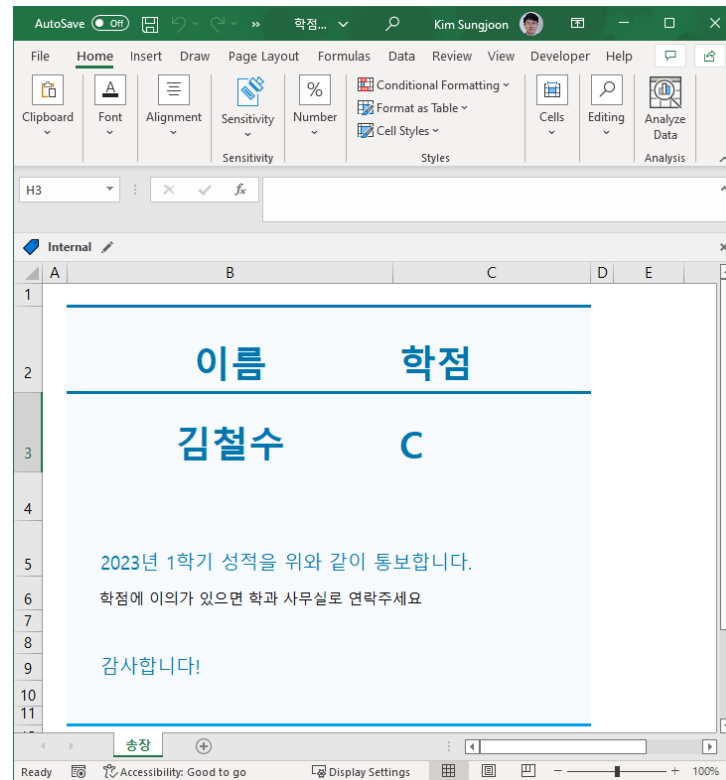 AutoSave Off » 학점... Kim Sungjoon
File Home Insert Draw Page Layout Formulas Data Review View Developer Help
Clipboard Font Alignment Sensitivity Number Conditional Formatting Format as Table Cell Styles Cells Editing Analyze Data
Sensitivity Styles Analysis
H3 fx
Internal
A B C D E
1
2 이름 학점
3 김철수 C
4
5 2023년 1학기 성적을 위와 같이 통보합니다.
6 학점에 이의가 있으면 학과 사무실로 연락주세요
7
8
9 감사합니다!
10
11
송장
Ready Accessibility: Good to go Display Settings 100%